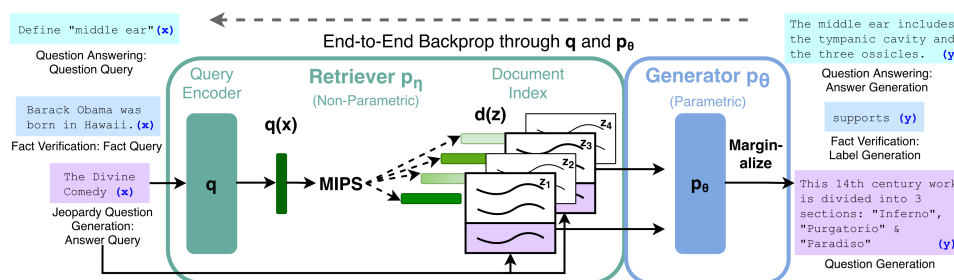 End-to-End Backprop through q and pθ
Define "middle ear" (x)
Question Answering:
Question Query
Barack Obama was
born in Hawaii.(x)
Fact Verification: Fact Query
The Divine
Comedy (x)
Jeopardy Question
Generation:
Answer Query
Query
Encoder
q
q(x)
Retriever pη
(Non-Parametric)
MIPS
Document
Index
d(z)
z4
z3
z2
z1
Generator pθ
(Parametric)
pθ
Margin-
alize
The middle ear includes
the tympanic cavity and
the three ossicles. (y)
Question Answering:
Answer Generation
supports (y)
Fact Verification:
Label Generation
This 14th century work
is divided into 3
sections: "Inferno",
"Purgatorio" &
"Paradiso" (y)
Question Generation